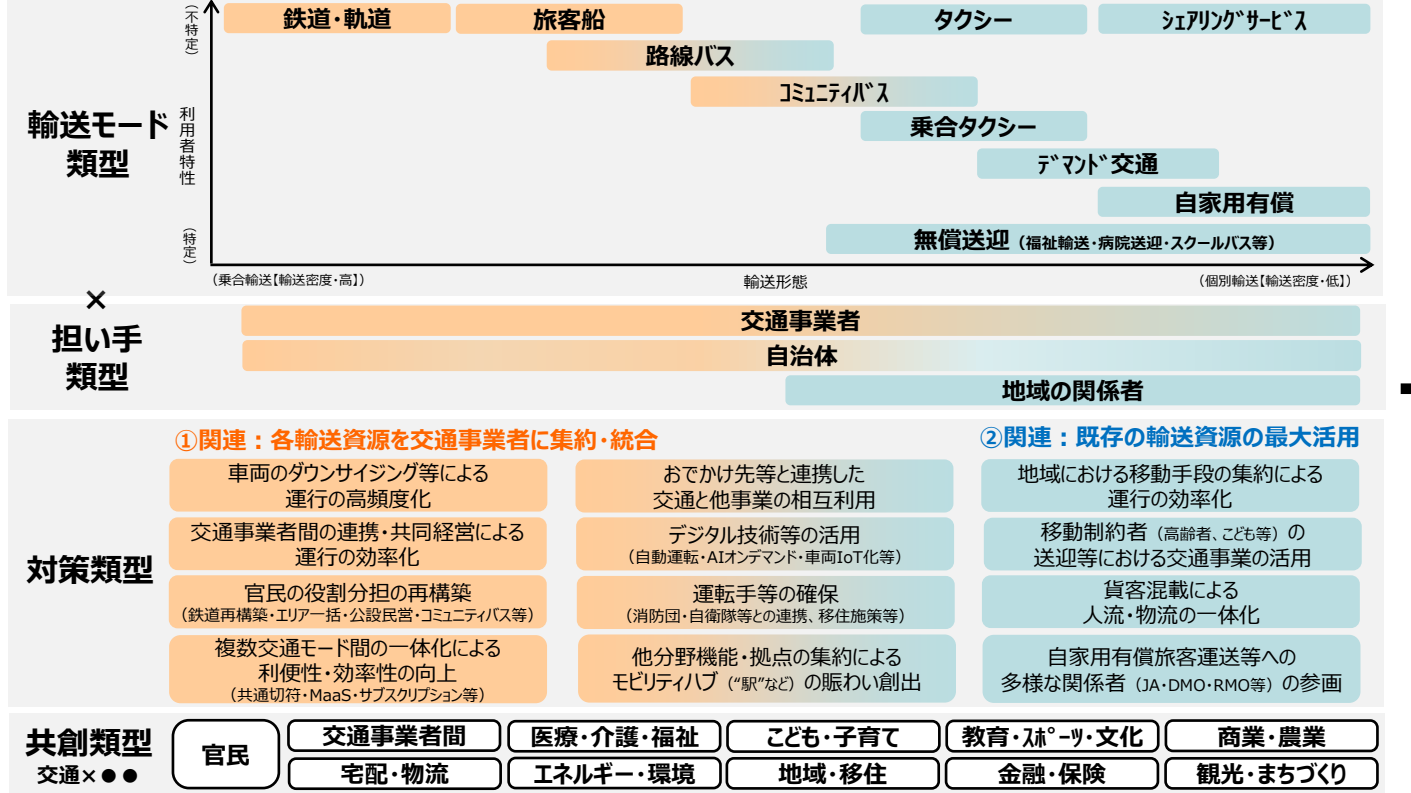 （不特定）
鉄道・軌道
旅客船
タクシー
シェアリングサービス
路線バス
コミュニティバス
輸送モード
類型
利用者特性
乗合タクシー
デマンド交通
自家用有償
（特定）
無償送迎（福祉輸送・病院送迎・スクールバス等）
（乗合輸送【輸送密度・高】）
輸送形態
（個別輸送【輸送密度・低】）
×
担い手
類型
交通事業者
自治体
地域の関係者
対策類型
①関連：各輸送資源を交通事業者に集約・統合
②関連：既存の輸送資源の最大活用
車両のダウンサイジング等による
運行の高頻度化
おでかけ先等と連携した
交通と他事業の相互利用
地域における移動手段の集約による
運行の効率化
交通事業者間の連携・共同経営による
運行の効率化
デジタル技術等の活用
（自動運転・AIオンデマンド・車両IoT化等）
移動制約者（高齢者、こども等）の
送迎等における交通事業の活用
官民の役割分担の再構築
（鉄道再構築・エリア一括・公設民営・コミュニティバス等）
運転手等の確保
（消防団・自衛隊等との連携、移住施策等）
貨客混載による
人流・物流の一体化
複数交通モード間の一体化による
利便性・効率性の向上
（共通切符・MaaS・サブスクリプション等）
他分野機能・拠点の集約による
モビリティハブ（“駅”など）の賑わい創出
自家用有償旅客運送等への
多様な関係者（JA・DMO・RMO等）の参画
共創類型
交通×●●
官民
交通事業者間
医療・介護・福祉
こども・子育て
教育・スポーツ・文化
商業・農業
宅配・物流
エネルギー・環境
地域・移住
金融・保険
観光・まちづくり